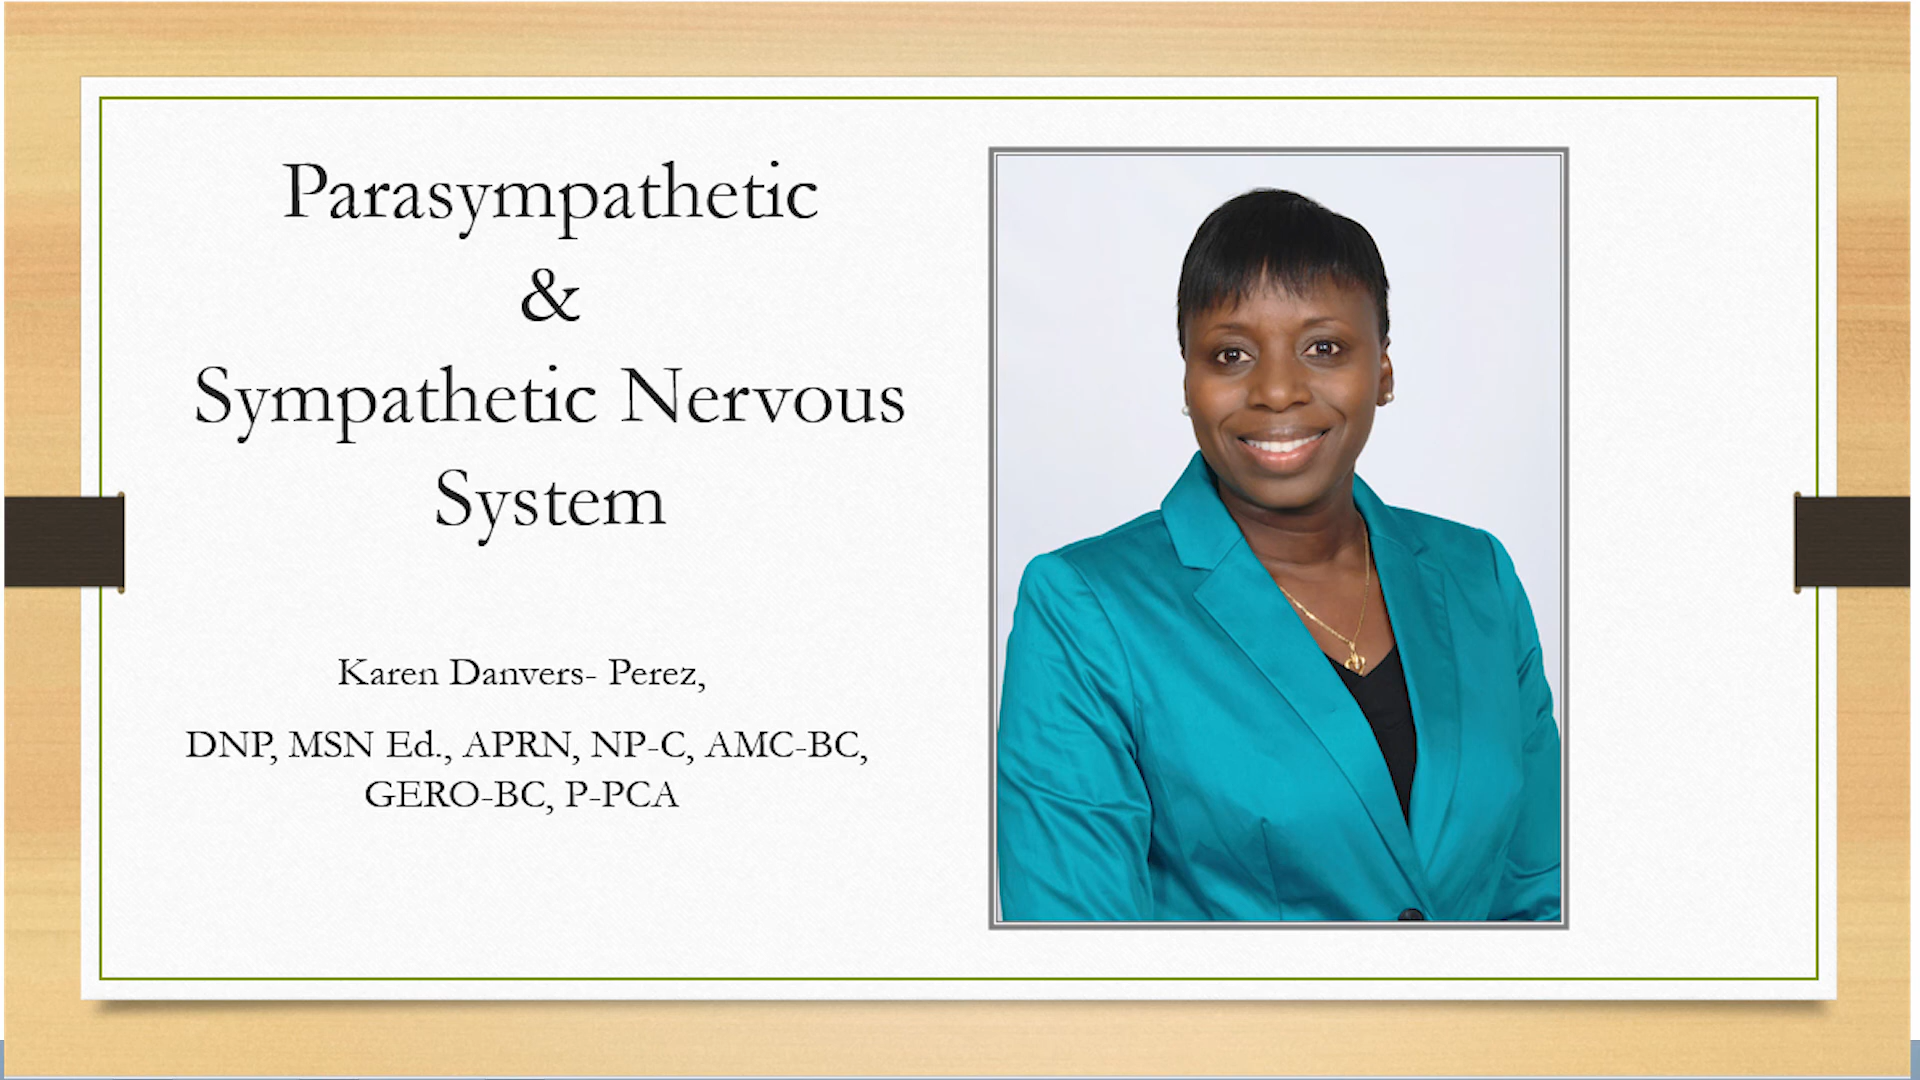 Parasympathetic
&
Sympathetic Nervous
System
Karen Danvers- Perez,
DNP, MSN Ed., APRN, NP-C, AMC-BC,
GERO-BC, P-PCA